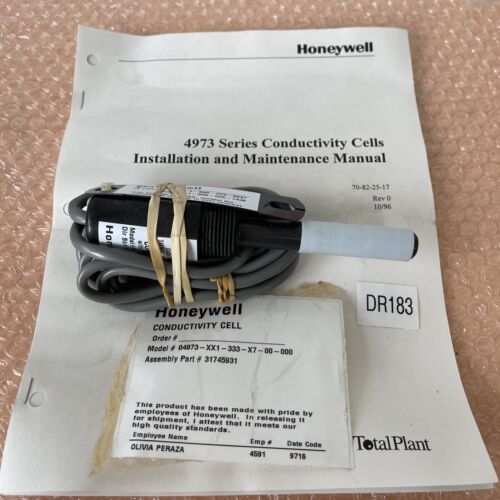 Honeywell
4973 Series Conductivity Cells
Installation and Maintenance Manual
70-82-25-17
Rev 0
10/96
DR183
Honeywell
CONDUCTIVITY CELL
Order #
Model # 04973-XX1-333-X7-00-000
Assembly Part # 31745931
This product has been made with pride by
employees of Honeywell. In releasing it
for shipment, I attest that it meets our
high quality standards.
Employee Name Emp # Date Code
OLIVIA PERAZA 4591 9716
TotalPlant